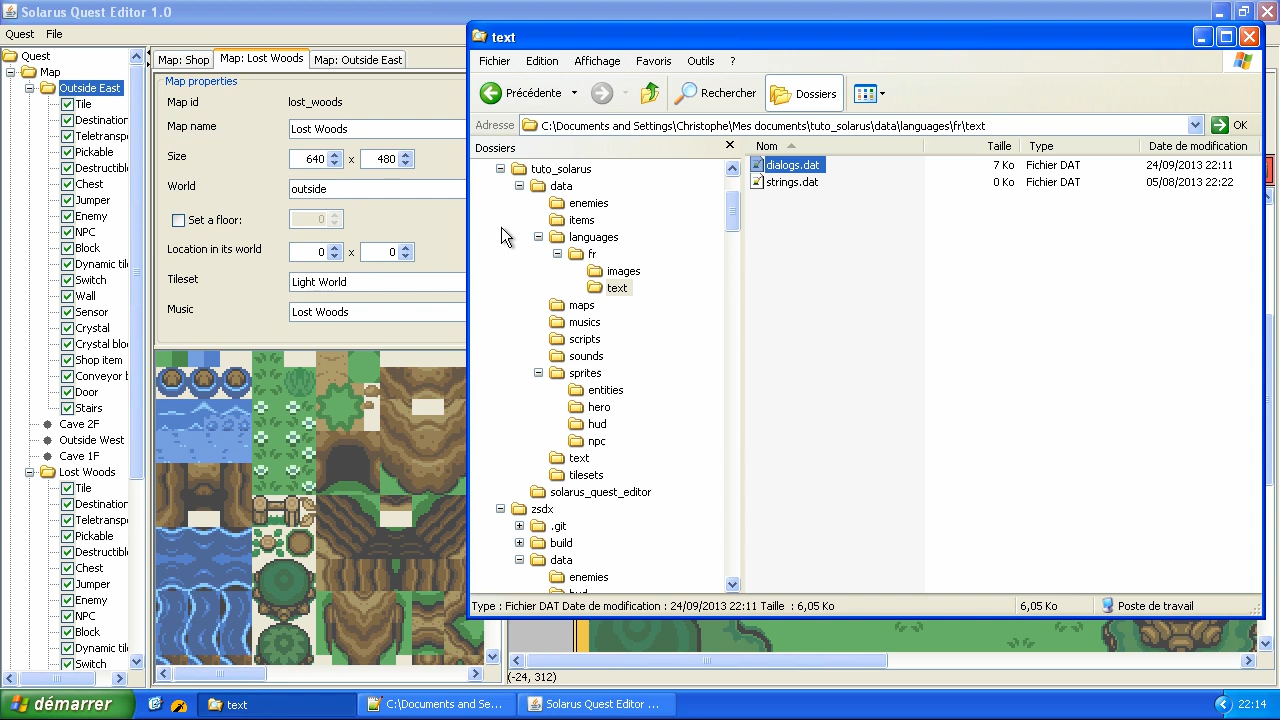 Solarus Quest Editor 1.0
Quest File
Quest
Map
Outside East
Tile
Destination
Teletransp
Pickable
Destructibl
Chest
Jumper
Enemy
NPC
Block
Dynamic til
Switch
Wall
Sensor
Crystal
Crystal blo
Shop item
Conveyor b
Door
Stairs
Cave 2F
Outside West
Cave 1F
Lost Woods
Tile
Destination
Teletransp
Pickable
Destructibl
Chest
Jumper
Enemy
NPC
Block
Dynamic til
Switch
Map: Shop Map: Lost Woods Map: Outside East
Map properties
Map id lost_woods
Map name Lost Woods
Size 640 x 480
World outside
Set a floor: 0
Location in its world 0 x 0
Tileset Light World
Music Lost Woods
text
Fichier Edition Affichage Favoris Outils ?
Précédente Rechercher Dossiers
Adresse C:\Documents and Settings\Christophe\Mes documents\tuto_solarus\data\languages\fr\text OK
Dossiers
tuto_solarus
data
enemies
items
languages
fr
images
text
maps
musics
scripts
sounds
sprites
entities
hero
hud
npc
text
tilesets
solarus_quest_editor
zsdx
.git
build
data
enemies
hud
Nom Taille Type Date de modification
dialogs.dat 7 Ko Fichier DAT 24/09/2013 22:11
strings.dat 0 Ko Fichier DAT 05/08/2013 22:22
Type : Fichier DAT Date de modification : 24/09/2013 22:11 Taille : 6,05 Ko 6,05 Ko Poste de travail
(-24, 312)
démarrer text C:\Documents and Se... Solarus Quest Editor ... 22:14